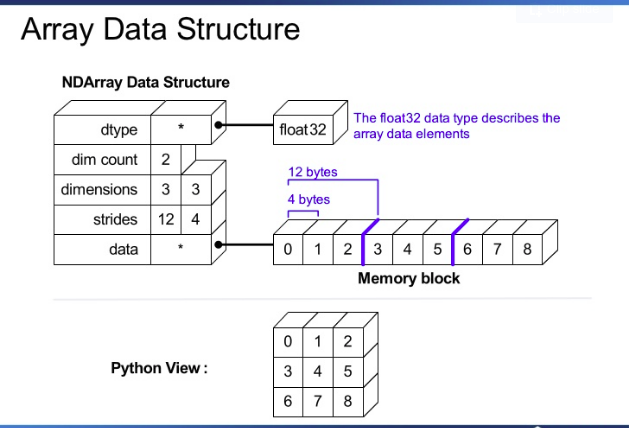 Array Data Structure
NDArray Data Structure
dtype *
float32
The float32 data type describes the
array data elements
dim count 2
dimensions 3 3
12 bytes
4 bytes
strides 12 4
data *
0 1 2 3 4 5 6 7 8
Memory block
Python View :
0 1 2
3 4 5
6 7 8